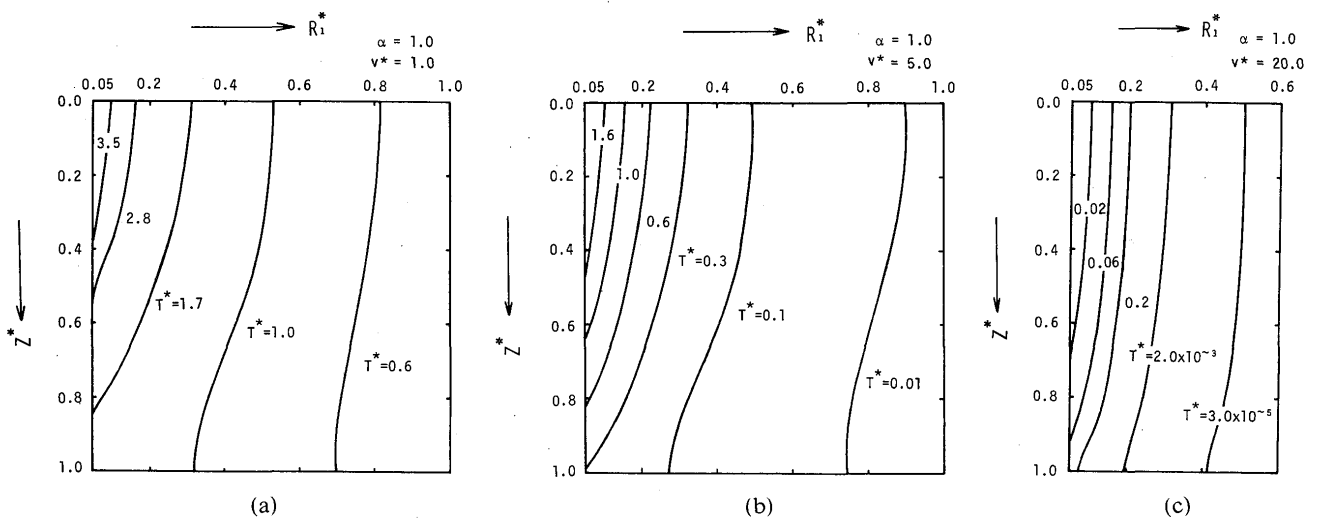 R₁*
α = 1.0
v* = 1.0
0.05 0.2 0.4 0.6 0.8 1.0
0.0
0.2
0.4
0.6
0.8
1.0
Z*
3.5
2.8
T*=1.7
T*=1.0
T*=0.6
(a)
R₁*
α = 1.0
v* = 5.0
0.05 0.2 0.4 0.6 0.8 1.0
0.0
0.2
0.4
0.6
0.8
1.0
Z*
1.6
1.0
0.6
T*=0.3
T*=0.1
T*=0.01
(b)
R₁*
α = 1.0
v* = 20.0
0.05 0.2 0.4 0.6
0.0
0.2
0.4
0.6
0.8
1.0
Z*
0.02
0.06
0.2
T*=2.0x10⁻³
T*=3.0x10⁻⁵
(c)